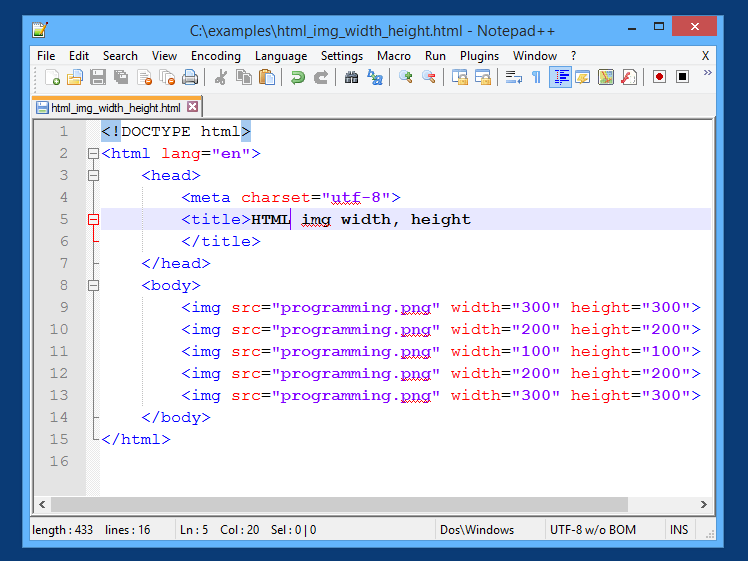 C:\examples\html_img_width_height.html - Notepad++
X
File Edit Search View Encoding Language Settings Macro Run Plugins Window ? X
html_img_width_height.html
1 <!DOCTYPE html>
2 <html lang="en">
3 <head>
4 <meta charset="utf-8">
5 <title>HTML img width, height
6 </title>
7 </head>
8 <body>
9 <img src="programming.png" width="300" height="300">
10 <img src="programming.png" width="200" height="200">
11 <img src="programming.png" width="100" height="100">
12 <img src="programming.png" width="200" height="200">
13 <img src="programming.png" width="300" height="300">
14 </body>
15 </html>
16
length : 433 lines : 16 Ln : 5 Col : 20 Sel : 0 | 0 Dos\Windows UTF-8 w/o BOM INS